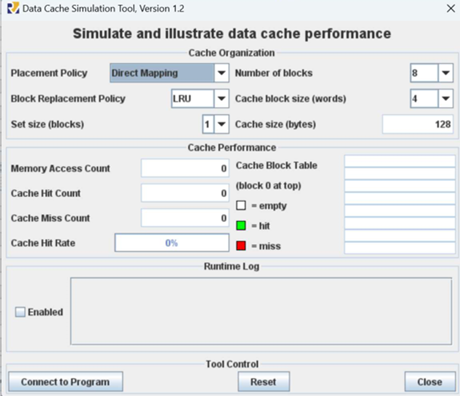 Data Cache Simulation Tool, Version 1.2
Simulate and illustrate data cache performance
Cache Organization
Placement Policy Direct Mapping Number of blocks 8
Block Replacement Policy LRU Cache block size (words) 4
Set size (blocks) 1 Cache size (bytes) 128
Cache Performance
Memory Access Count 0 Cache Block Table
Cache Hit Count 0 (block 0 at top)
= empty
Cache Miss Count 0 = hit
Cache Hit Rate 0% = miss
Runtime Log
Enabled
Tool Control
Connect to Program Reset Close